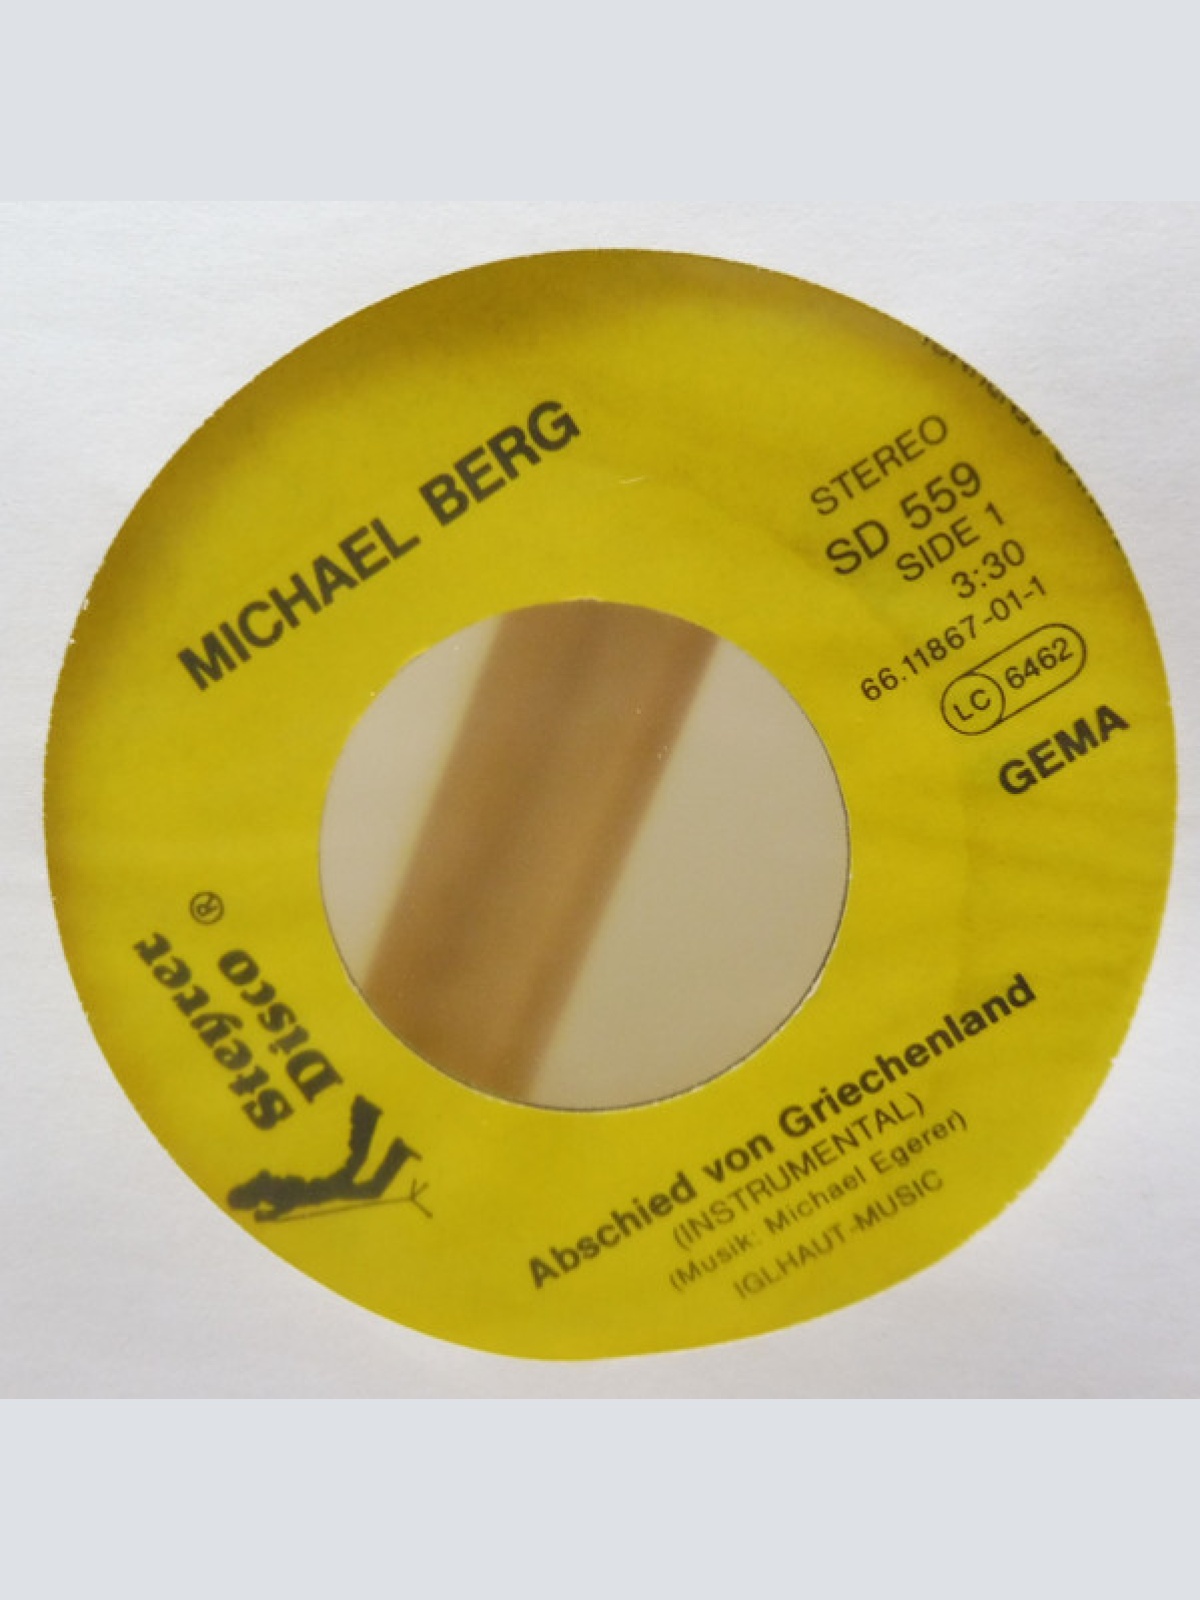 MICHAEL BERG
STEREO
SD 559
SIDE 1
3:30
66.11867-01-1
LC 6462
GEMA
Steyrer
Disco ®
Abschied von Griechenland
(INSTRUMENTAL)
(Musik: Michael Egerer)
IGLHAUT-MUSIC